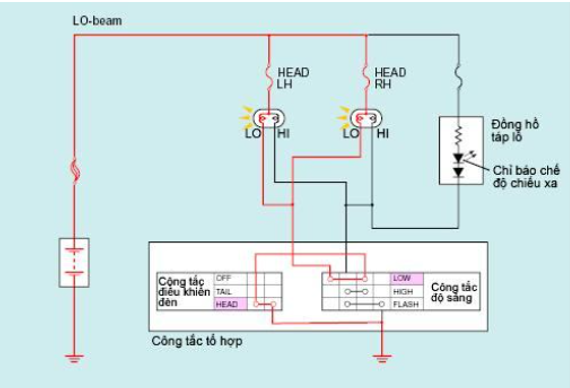 LO-beam
HEAD
LH
HEAD
RH
LO
HI
LO
HI
Đồng hồ
táp lô
Chỉ báo chế
độ chiếu xa
Công tắc
điều khiển
đèn
OFF
TAIL
HEAD
LOW
HIGH
FLASH
Công tắc
độ sáng
Công tắc tổ hợp